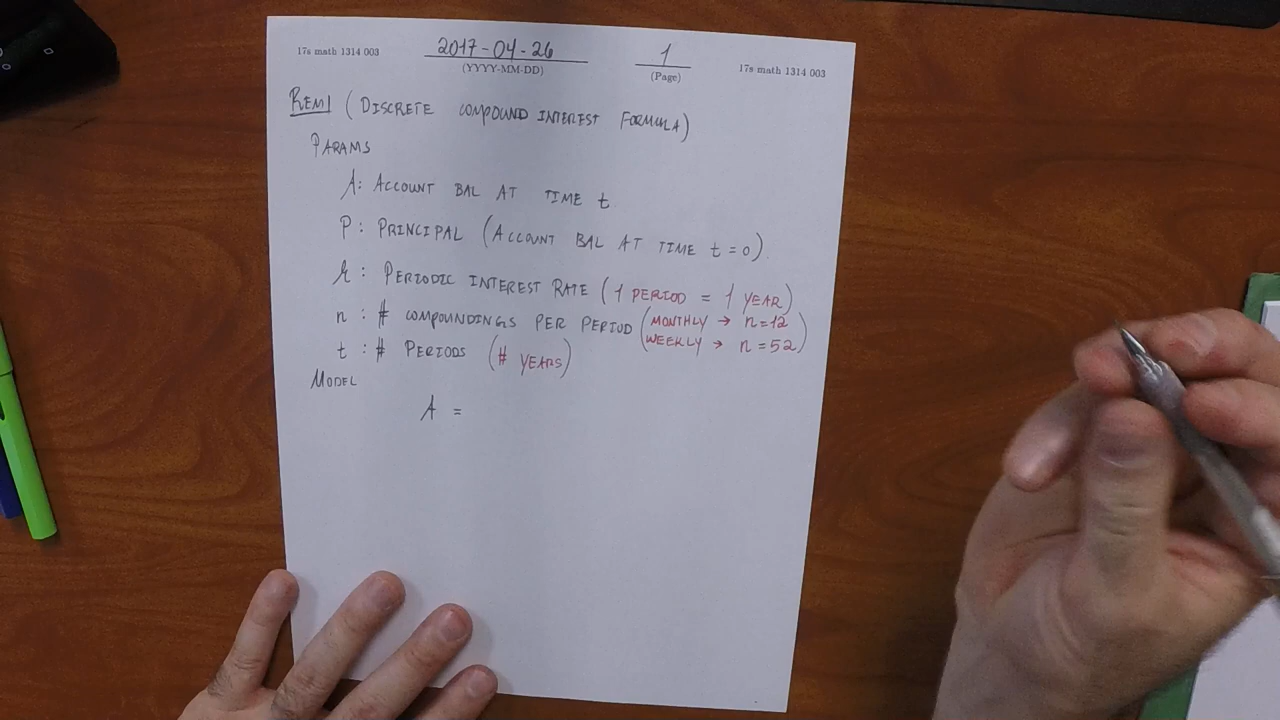 17s math 1314 003 2017-04-26 1 17s math 1314 003
(YYYY-MM-DD) (Page)
REM1 (DISCRETE COMPOUND INTEREST FORMULA)
PARAMS
A: ACCOUNT BAL AT TIME t
P: PRINCIPAL (ACCOUNT BAL AT TIME t=0)
r: PERIODIC INTEREST RATE (1 PERIOD = 1 YEAR)
n: # COMPOUNDINGS PER PERIOD (MONTHLY → n=12
WEEKLY → n=52)
t: # PERIODS (# YEARS)
MODEL
A =